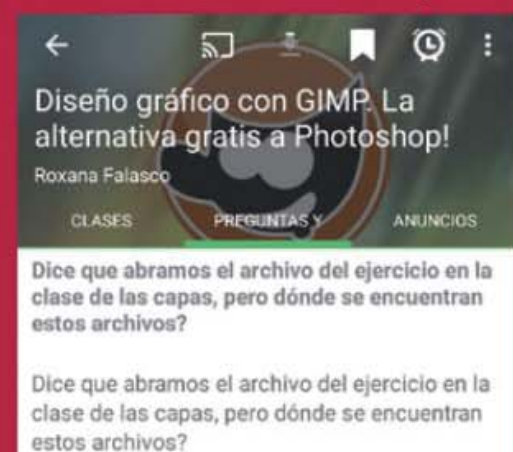 Diseño gráfico con GIMP. La
alternativa gratis a Photoshop!
Roxana Falasco
CLASES PREGUNTAS Y ANUNCIOS
Dice que abramos el archivo del ejercicio en la
clase de las capas, pero dónde se encuentran
estos archivos?
Dice que abramos el archivo del ejercicio en la
clase de las capas, pero dónde se encuentran
estos archivos?